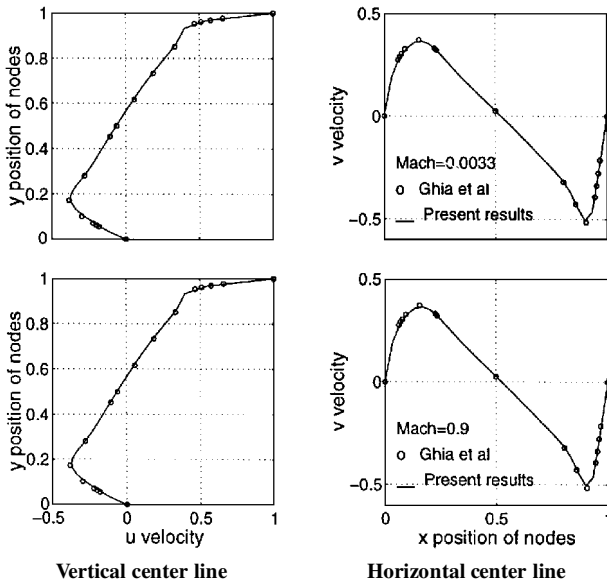 1
0.8
0.6
0.4
0.2
0
y position of nodes
0.5
0
−0.5
v velocity
Mach=0.0033
o Ghia et al
— Present results
1
0.8
0.6
0.4
0.2
0
y position of nodes
−0.5 0 0.5 1
u velocity
0.5
0
−0.5
v velocity
Mach=0.9
o Ghia et al
— Present results
0 0.5 1
x position of nodes
Vertical center line
Horizontal center line